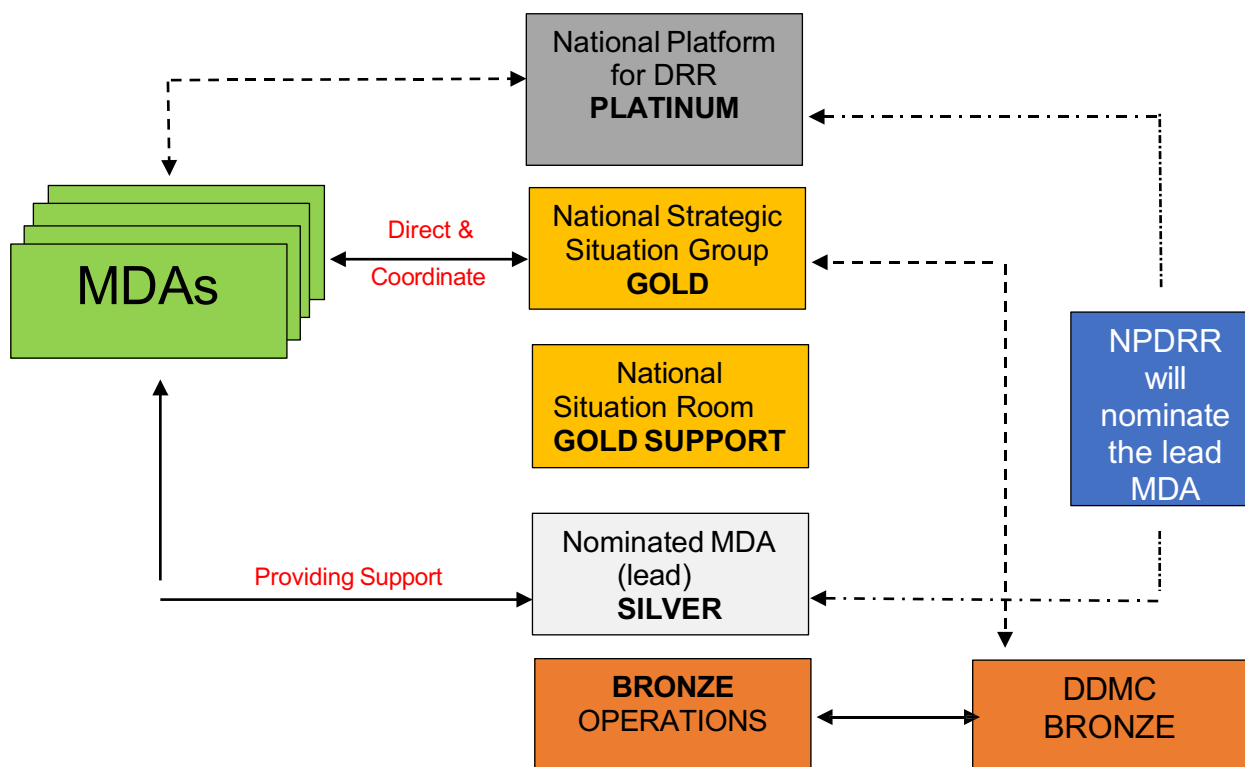 National Platform
for DRR
PLATINUM
MDAs
Direct &
Coordinate
National Strategic
Situation Group
GOLD
National
Situation Room
GOLD SUPPORT
NPDRR
will
nominate
the lead
MDA
Providing Support
Nominated MDA
(lead)
SILVER
BRONZE
OPERATIONS
DDMC
BRONZE